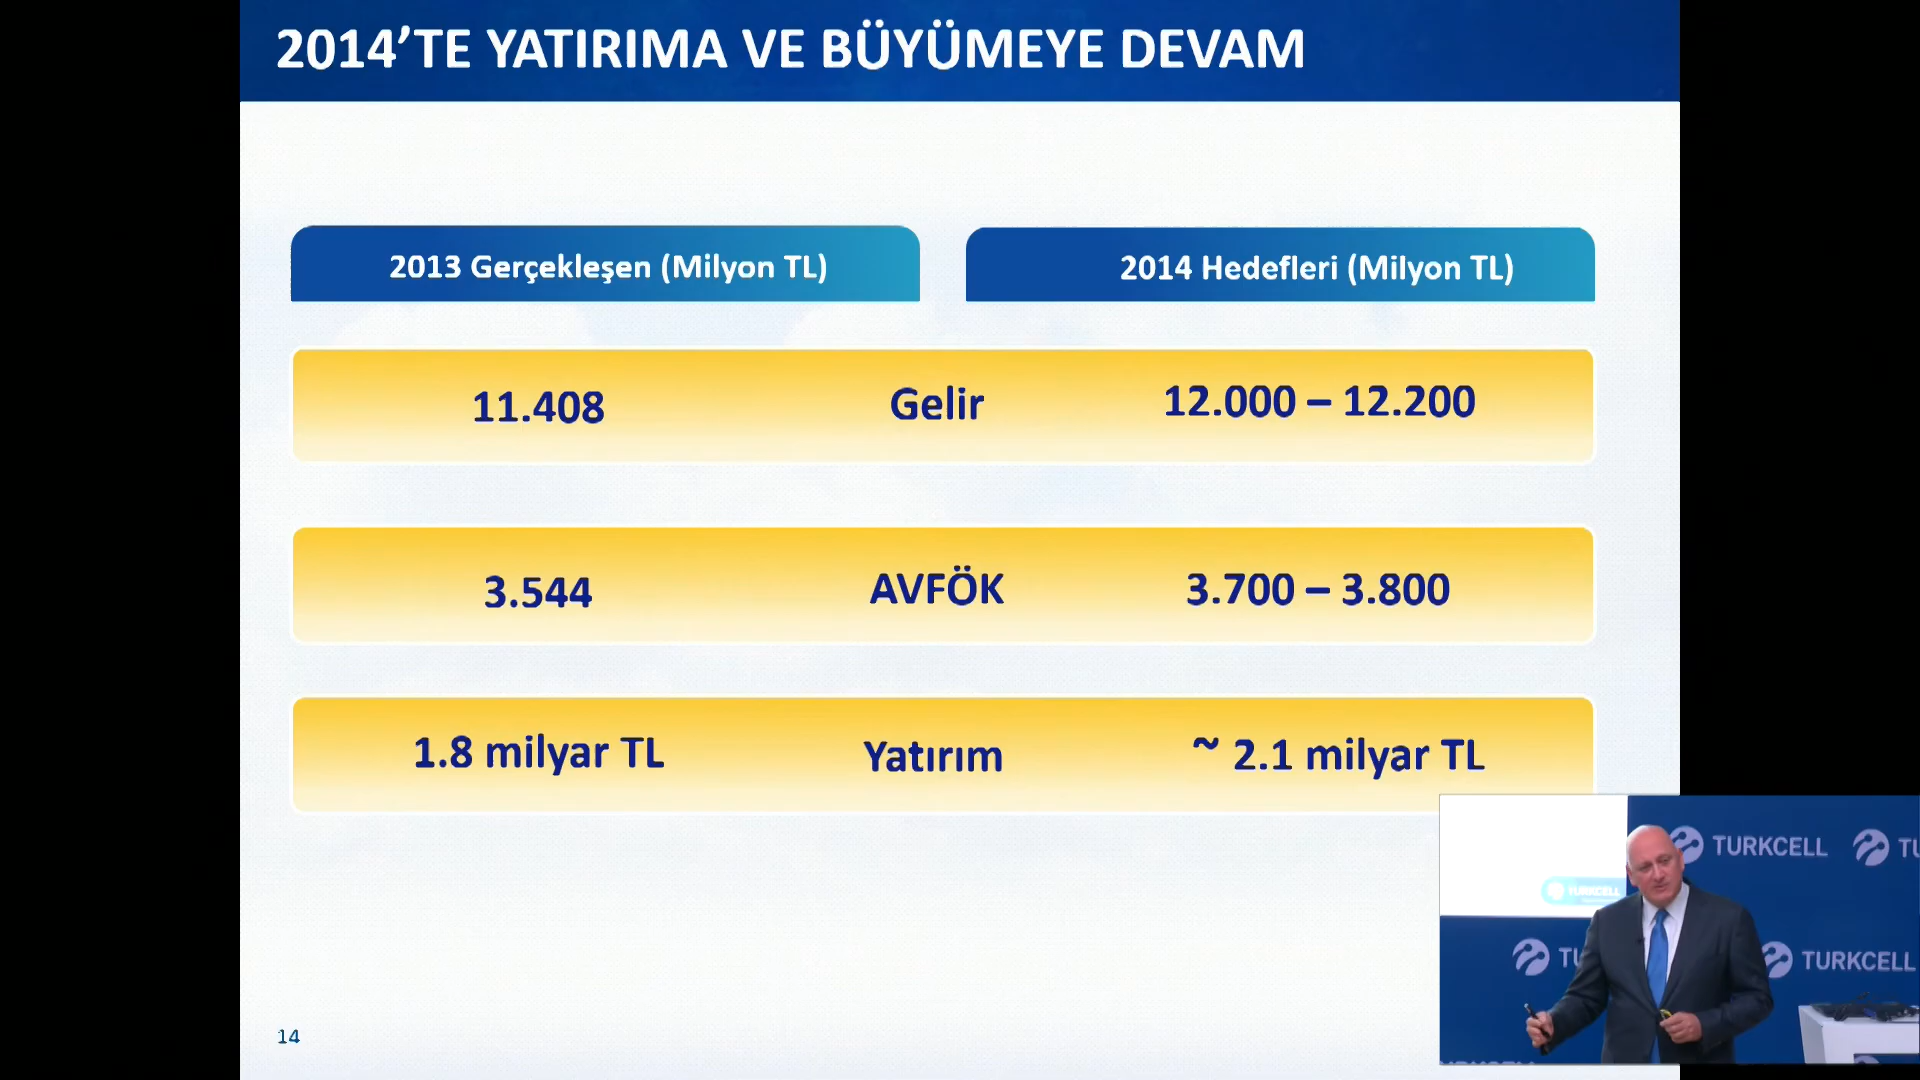 2014’TE YATIRIMA VE BÜYÜMEYE DEVAM
2013 Gerçekleşen (Milyon TL)
2014 Hedefleri (Milyon TL)
11.408 Gelir 12.000 – 12.200
3.544 AVFÖK 3.700 – 3.800
1.8 milyar TL Yatırım ~ 2.1 milyar TL
14
TURKCELL
TURKCELL
TURKCELL